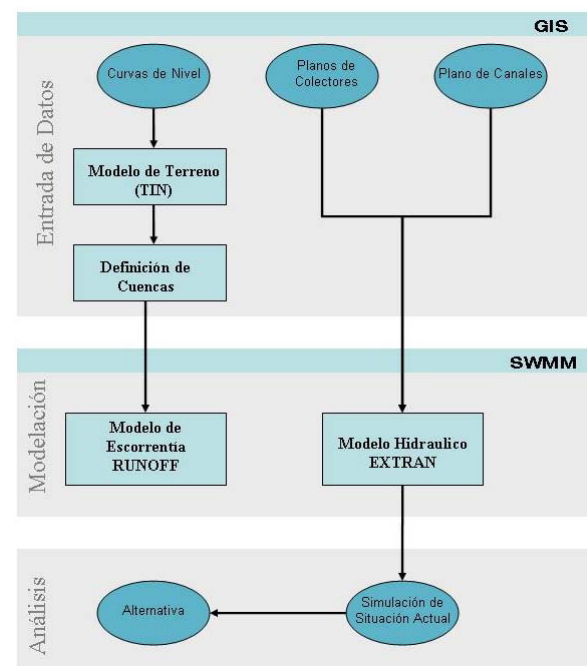 GIS
Entrada de Datos
Curvas de Nivel
Planos de
Colectores
Plano de Canales
Modelo de Terreno
(TIN)
Definición de
Cuencas
SWMM
Modelación
Modelo de
Escorrentía
RUNOFF
Modelo Hidraulico
EXTRAN
Análisis
Alternativa
Simulación de
Situación Actual